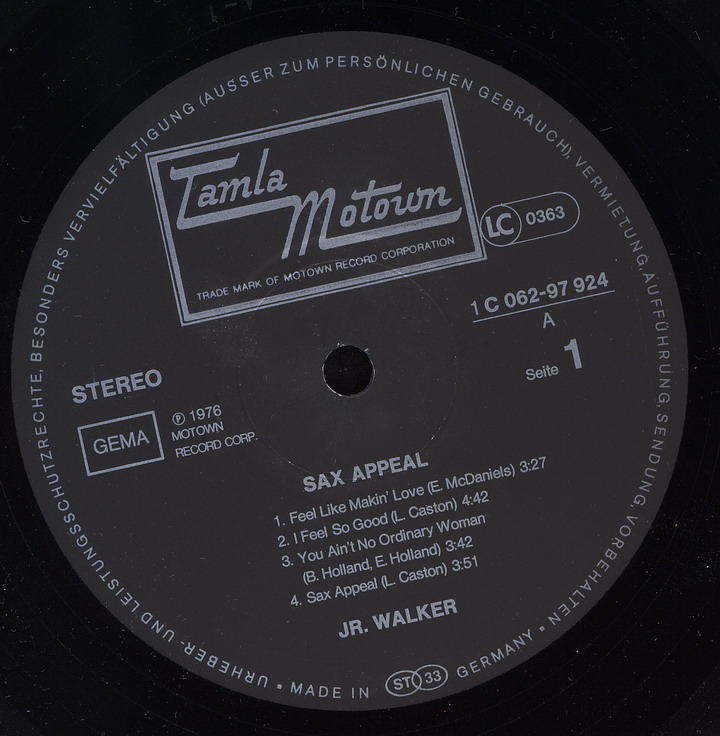 URHEBER- UND LEISTUNGSSCHUTZRECHTE, BESONDERS VERVIELFÄLTIGUNG (AUSSER ZUM PERSÖNLICHEN GEBRAUCH), VERMIETUNG, AUFFÜHRUNG, SENDUNG, VORBEHALTEN ▪
Tamla
Motown
TRADE MARK OF MOTOWN RECORD CORPORATION
LC 0363
1 C 062-97 924
A
Seite 1
STEREO
GEMA
℗ 1976
MOTOWN
RECORD CORP.
SAX APPEAL
1. Feel Like Makin' Love (E. McDaniels) 3:27
2. I Feel So Good (L. Caston) 4:42
3. You Ain't No Ordinary Woman
(B. Holland, E. Holland) 3:42
4. Sax Appeal (L. Caston) 3:51
JR. WALKER
▪ MADE IN ST 33 GERMANY ▪